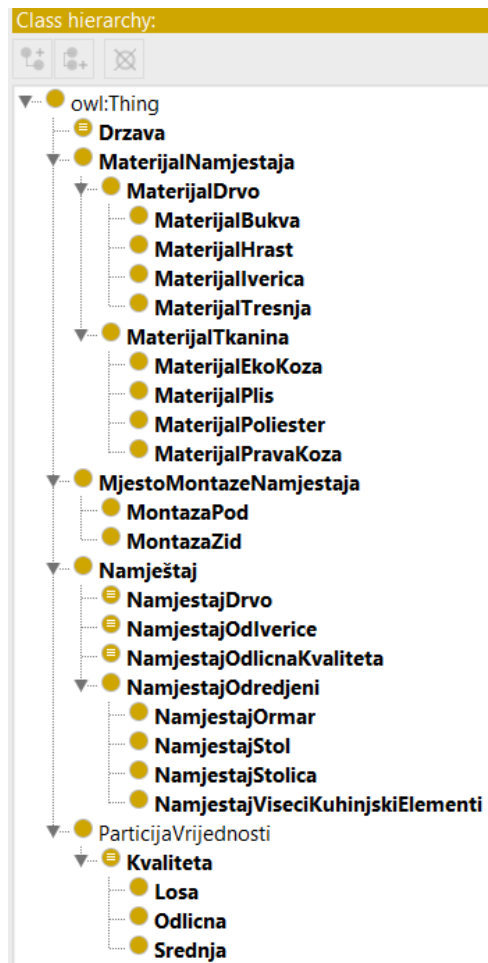 Class hierarchy:
owl:Thing
Drzava
MaterijalNamjestaja
MaterijalDrvo
MaterijalBukva
MaterijalHrast
MaterijalIverica
MaterijalTresnja
MaterijalTkanina
MaterijalEkoKoza
MaterijalPlis
MaterijalPoliester
MaterijalPravaKoza
MjestoMontazeNamjestaja
MontazaPod
MontazaZid
Namještaj
NamjestajDrvo
NamjestajOdIverice
NamjestajOdlicnaKvaliteta
NamjestajOdredjeni
NamjestajOrmar
NamjestajStol
NamjestajStolica
NamjestajViseciKuhinjskiElementi
ParticijaVrijednosti
Kvaliteta
Losa
Odlicna
Srednja